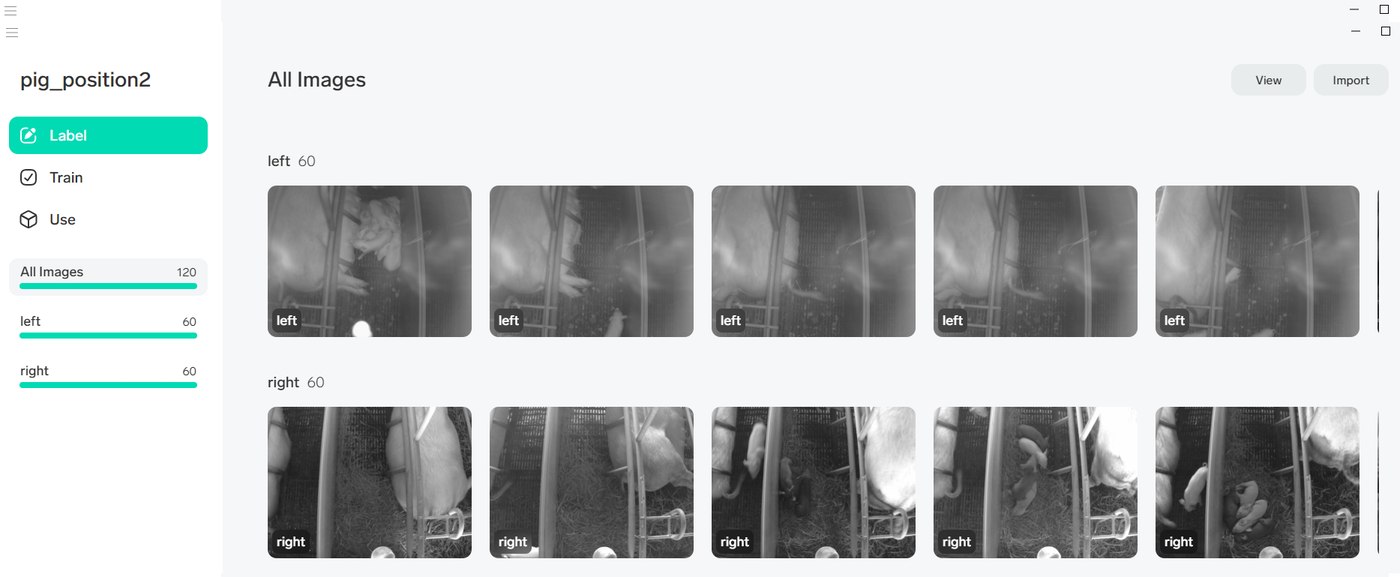 pig_position2
Label
Train
Use
All Images 120
left 60
right 60
All Images
View Import
left 60
left left left left left
right 60
right right right right right